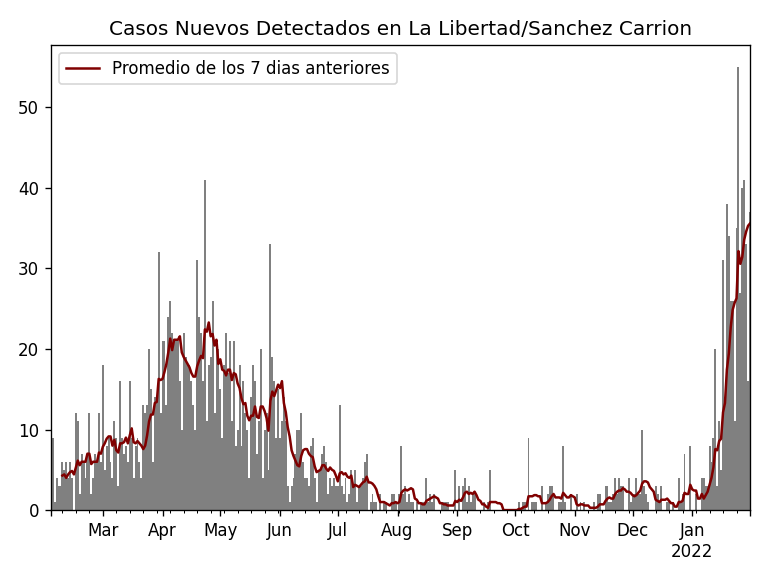 Casos Nuevos Detectados en La Libertad/Sanchez Carrion
Promedio de los 7 dias anteriores
50
40
30
20
10
0
Mar Apr May Jun Jul Aug Sep Oct Nov Dec Jan
2022